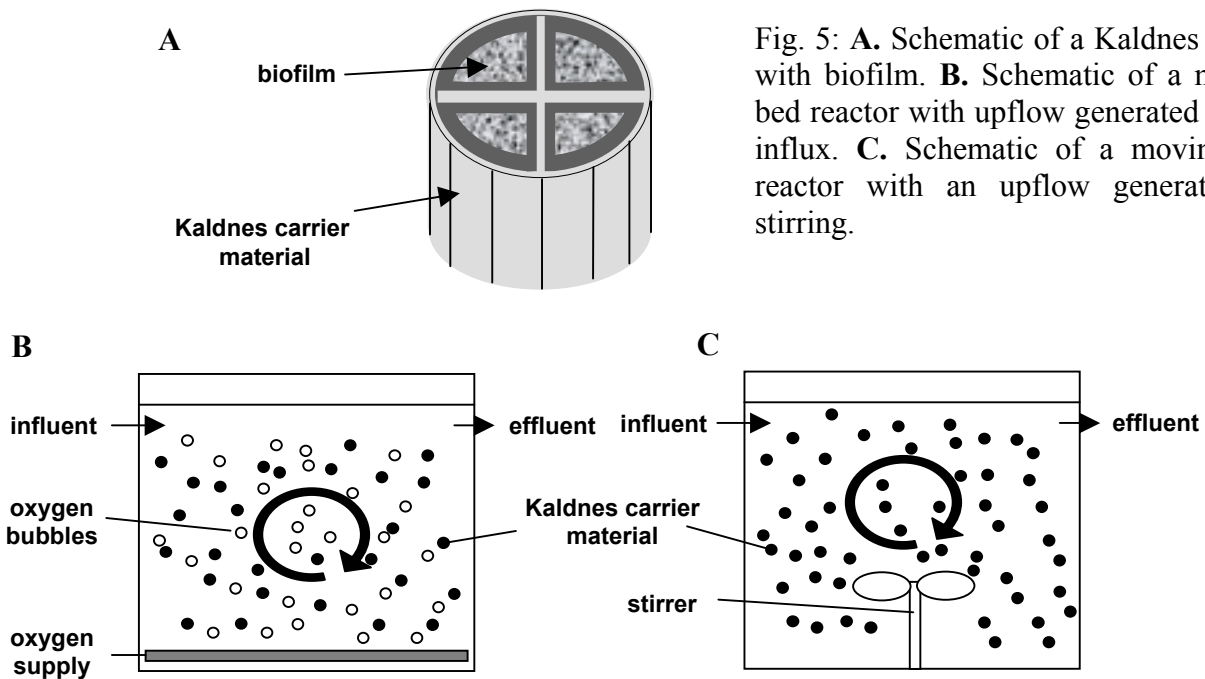 A
biofilm
Kaldnes carrier
material
Fig. 5: A. Schematic of a Kaldnes
with biofilm. B. Schematic of a
bed reactor with upflow generated
influx. C. Schematic of a
reactor with an upflow
stirring.
B
influent
effluent
oxygen
bubbles
oxygen
supply
Kaldnes carrier
material
C
influent
effluent
stirrer